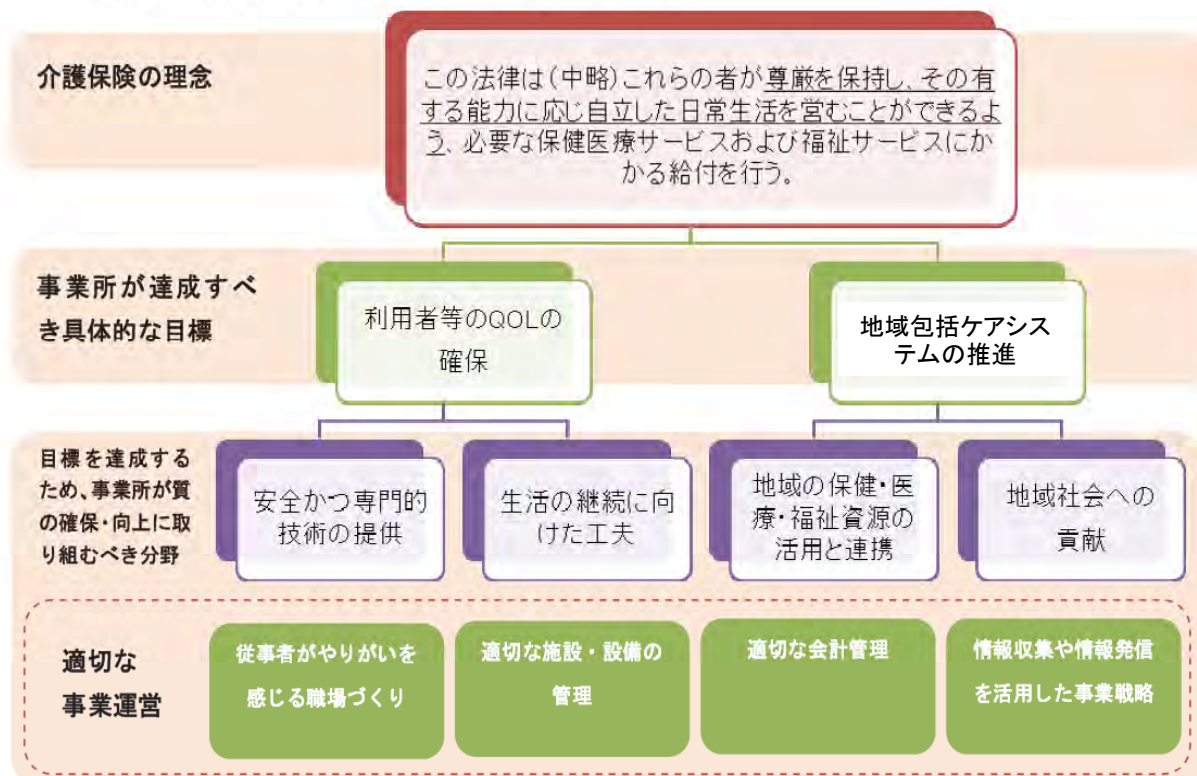 介護保険の理念
この法律は(中略)これらの者が尊厳を保持し、その有
する能力に応じ自立した日常生活を営むことができるよ
う、必要な保健医療サービスおよび福祉サービスにか
かる給付を行う。
事業所が達成すべ
き具体的な目標
利用者等のQOLの
確保
地域包括ケアシス
テムの推進
目標を達成する
ため、事業所が質
の確保・向上に取
り組むべき分野
安全かつ専門的
技術の提供
生活の継続に向
けた工夫
地域の保健・医
療・福祉資源の
活用と連携
地域社会への
貢献
適切な
事業運営
従事者がやりがいを
感じる職場づくり
適切な施設・設備の
管理
適切な会計管理
情報収集や情報発信
を活用した事業戦略